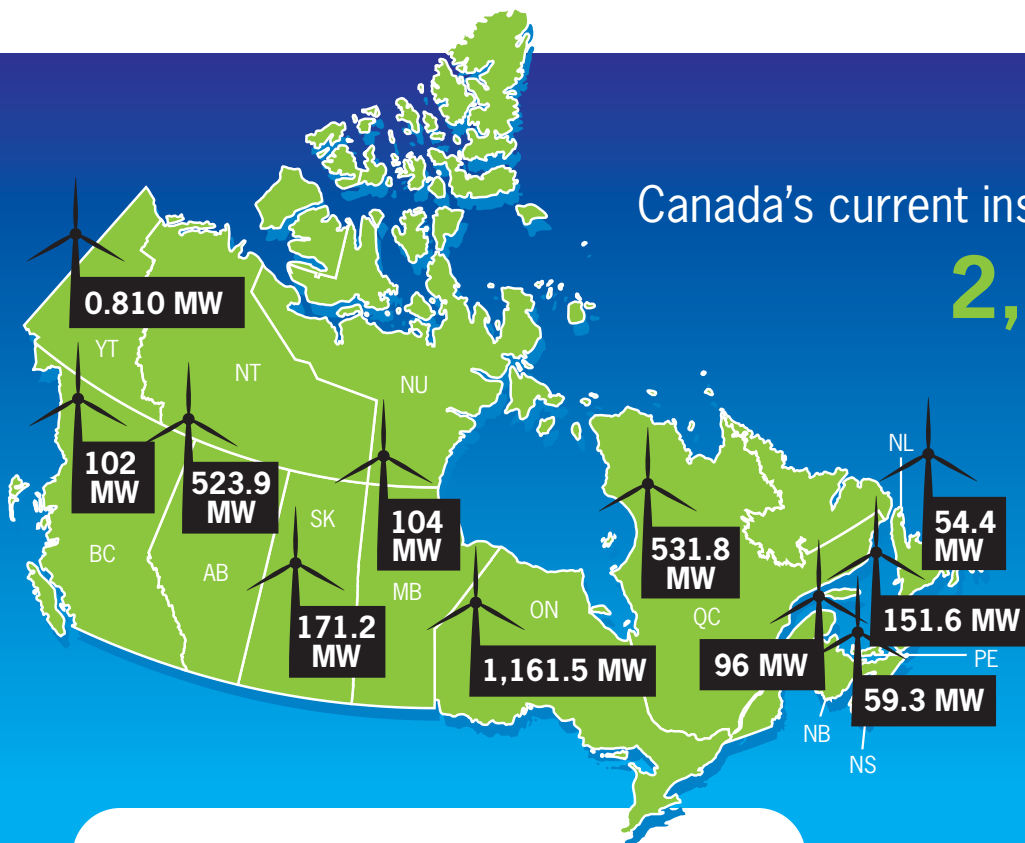 Canada's current ins
2,
0.810 MW
YT
NT
NU
NL
102
MW
523.9
MW
SK
104
MW
531.8
MW
54.4
MW
BC
AB
MB
ON
QC
171.2
MW
151.6 MW
1,161.5 MW
96 MW
PE
59.3 MW
NB
NS